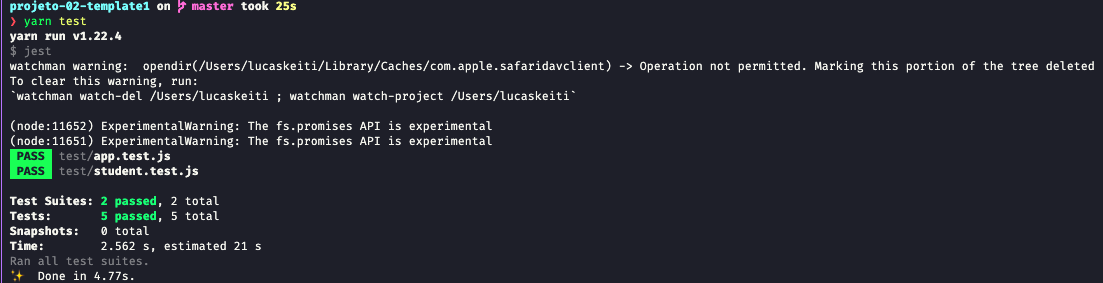 projeto-02-template1 on master took 25s
❯ yarn test
yarn run v1.22.4
$ jest
watchman warning:  opendir(/Users/lucaskeiti/Library/Caches/com.apple.safaridavclient) -> Operation not permitted. Marking this portion of the tree deleted
To clear this warning, run:
`watchman watch-del /Users/lucaskeiti ; watchman watch-project /Users/lucaskeiti`
(node:11652) ExperimentalWarning: The fs.promises API is experimental
(node:11651) ExperimentalWarning: The fs.promises API is experimental
PASS test/app.test.js
PASS test/student.test.js
Test Suites: 2 passed, 2 total
Tests:       5 passed, 5 total
Snapshots:   0 total
Time:        2.562 s, estimated 21 s
Ran all test suites.
✨  Done in 4.77s.